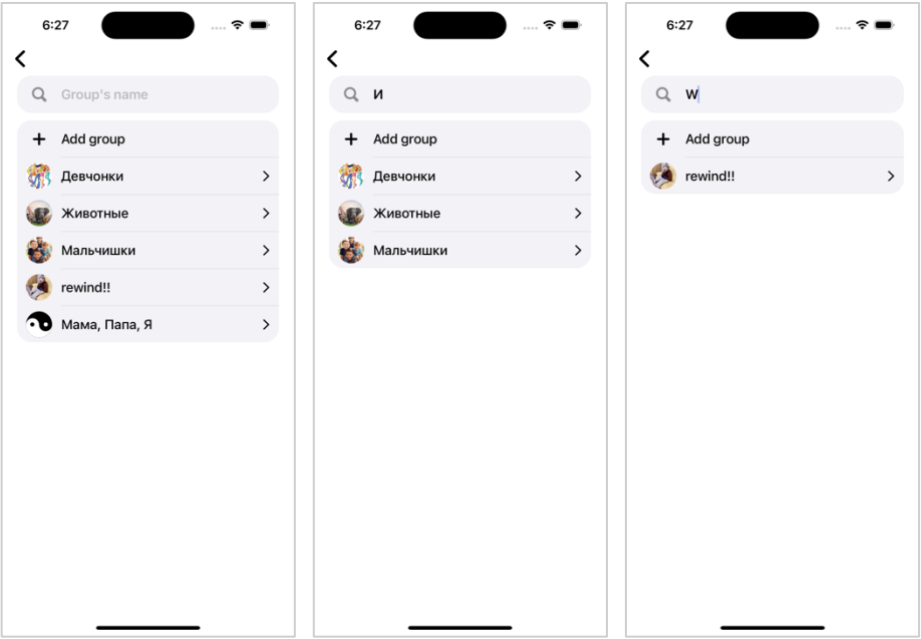 6:27
Group's name
Add group
Девчонки
Животные
Мальчишки
rewind!!
Мама, Папа, Я
6:27
И
Add group
Девчонки
Животные
Мальчишки
6:27
W
Add group
rewind!!